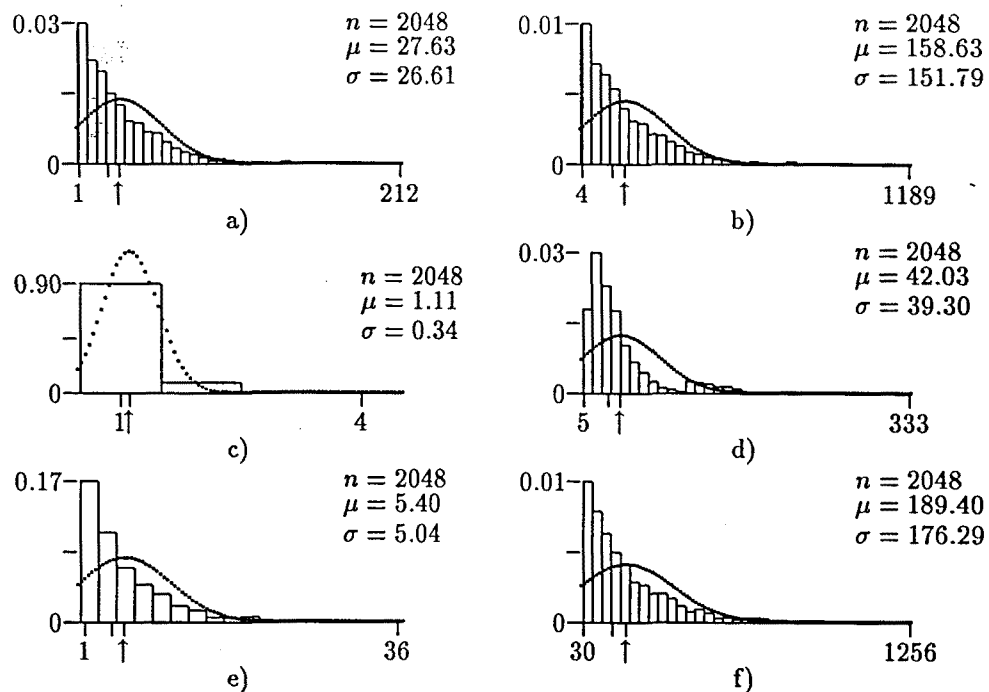 0.03
n = 2048
μ = 27.63
σ = 26.61
0
1
↑
212
a)
0.01
n = 2048
μ = 158.63
σ = 151.79
0
4
↑
1189
b)
0.90
n = 2048
μ = 1.11
σ = 0.34
0
1↑
4
c)
0.03
n = 2048
μ = 42.03
σ = 39.30
0
5
↑
333
d)
0.17
n = 2048
μ = 5.40
σ = 5.04
0
1
↑
36
e)
0.01
n = 2048
μ = 189.40
σ = 176.29
0
30
↑
1256
f)